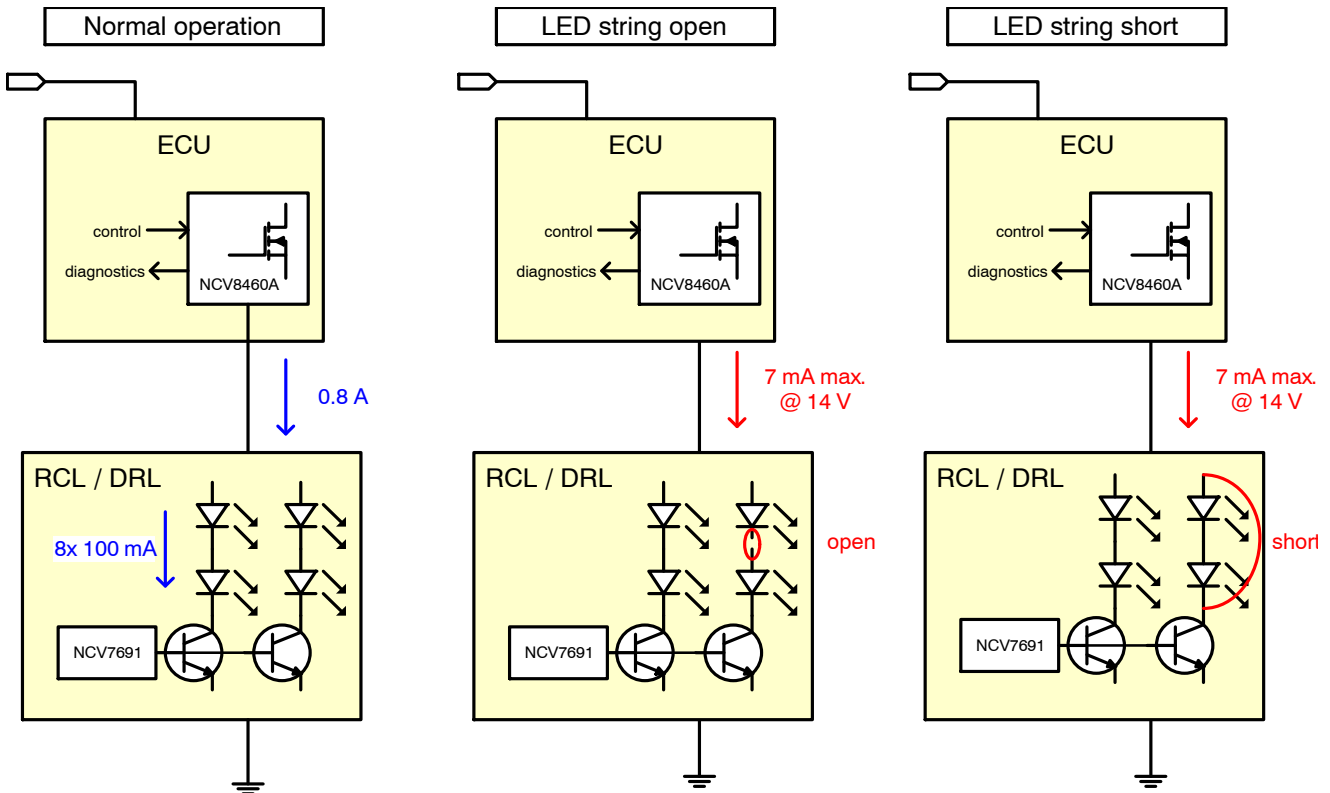 Normal operation
ECU
control
diagnostics
NCV8460A
0.8 A
RCL / DRL
8x 100 mA
NCV7691
LED string open
ECU
control
diagnostics
NCV8460A
7 mA max.
@ 14 V
RCL / DRL
open
NCV7691
LED string short
ECU
control
diagnostics
NCV8460A
7 mA max.
@ 14 V
RCL / DRL
short
NCV7691